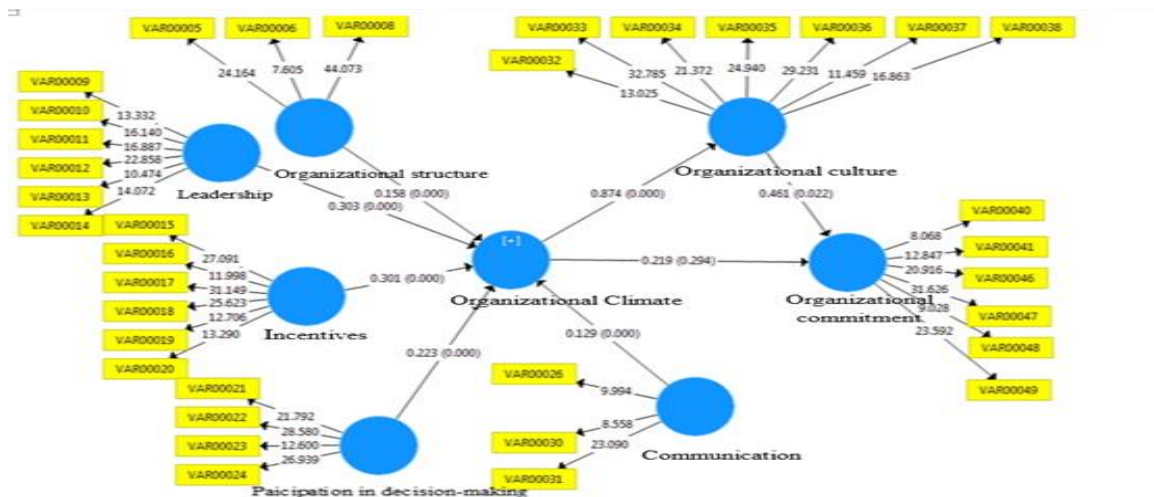 VAR00005
VAR00006
VAR00008
24.164
7.605
44.073
Organizational structure
0.158 (0.000)
VAR00033
VAR00034
VAR00035
VAR00036
VAR00037
VAR00038
VAR00032
32.785
21.372
24.940
29.231
11.459
16.863
13.025
Organizational culture
0.874 (0.000)
0.461 (0.022)
VAR00009
VAR00010
VAR00011
VAR00012
VAR00013
VAR00014
13.332
16.140
16.887
22.858
10.474
14.072
Leadership
0.303 (0.000)
VAR00015
VAR00016
VAR00017
VAR00018
VAR00019
VAR00020
27.091
11.998
31.149
25.623
12.706
13.290
Incentives
0.301 (0.000)
[+]
Organizational Climate
0.219 (0.294)
VAR00040
VAR00041
VAR00046
VAR00047
VAR00048
VAR00049
8.068
12.847
20.916
31.626
9.028
23.592
Organizational
commitment
0.223 (0.000)
0.129 (0.000)
VAR00021
VAR00022
VAR00023
VAR00024
21.792
28.580
12.600
26.939
Paicipation in decision-making
VAR00026
VAR00030
VAR00031
9.994
8.558
23.090
Communication